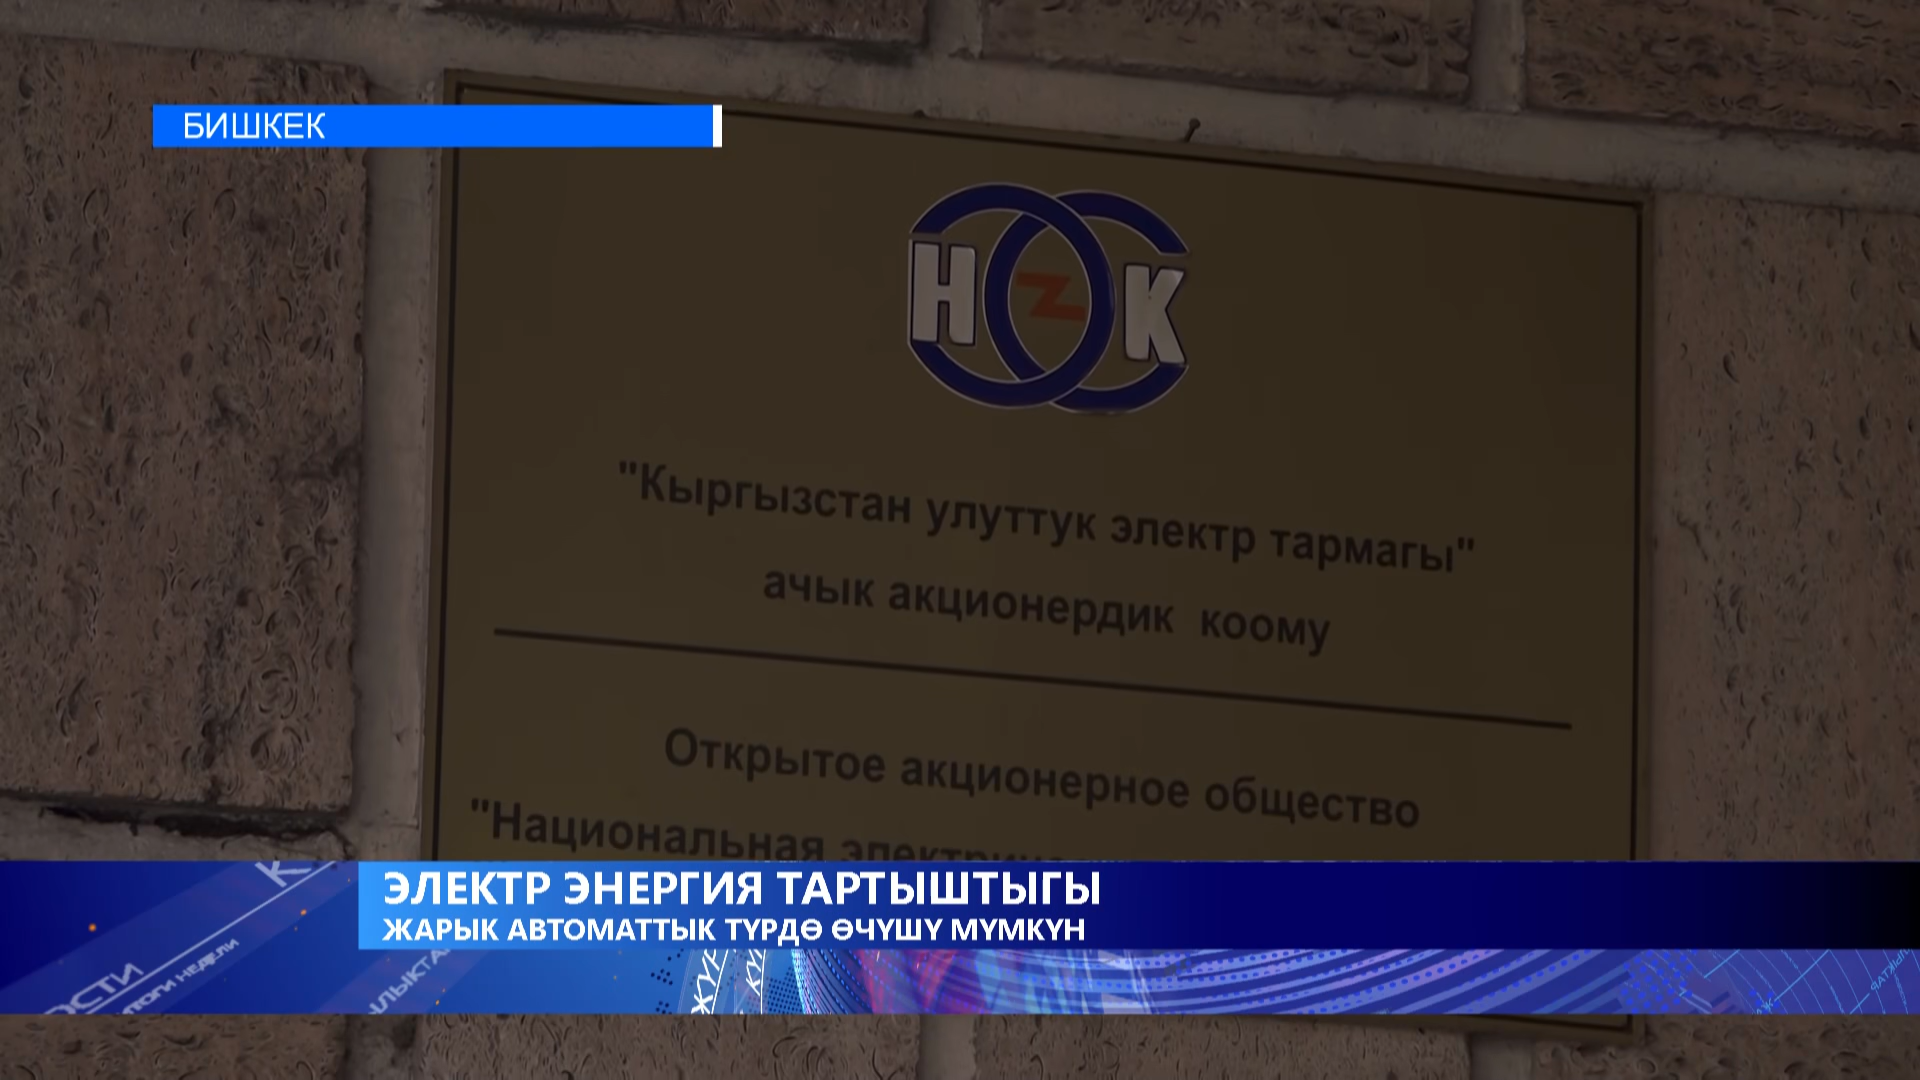 БИШКЕК
Н К
"Кыргызстан улуттук электр тармагы"
ачык акционердик коому
Открытое акционерное общество
"Национальная
ЭЛЕКТР ЭНЕРГИЯ ТАРТЫШТЫГЫ
ЖАРЫК АВТОМАТТЫК ТҮРДӨ ӨЧҮШҮ МҮМКҮН